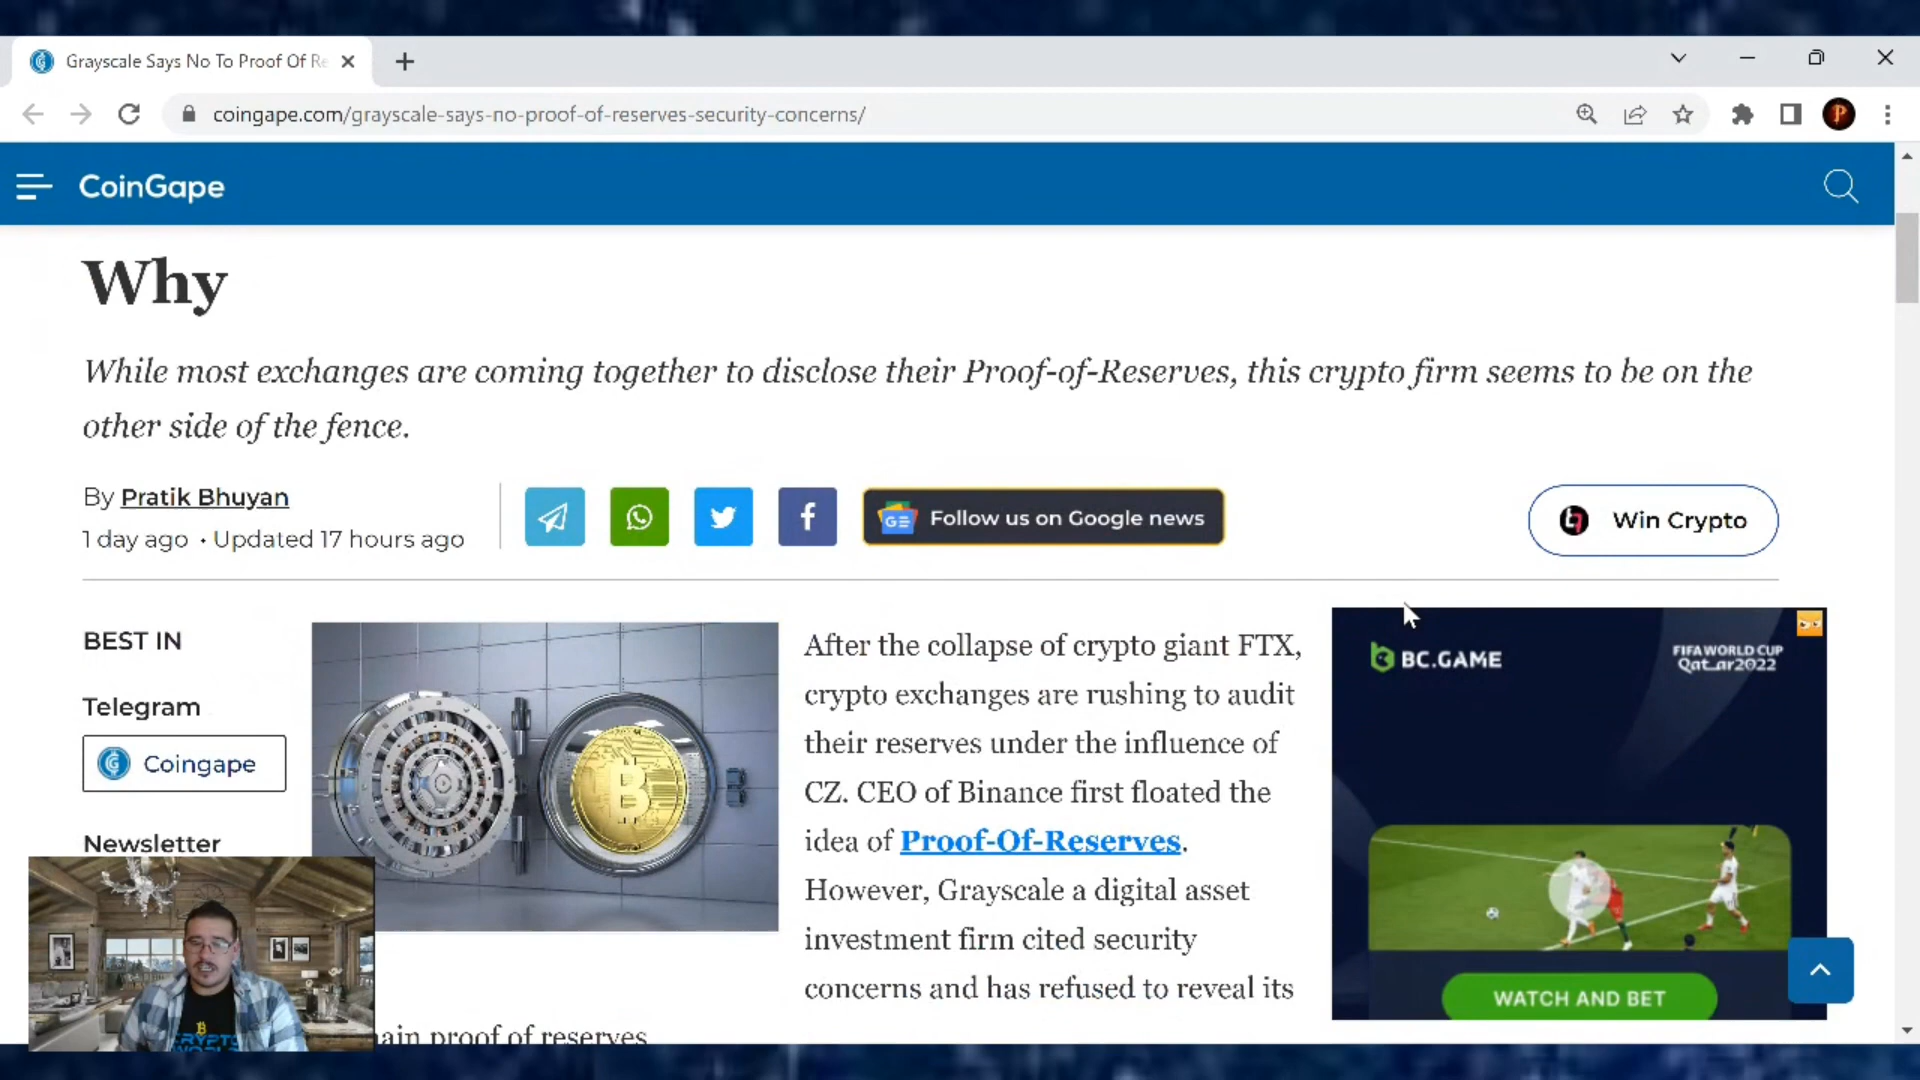 Grayscale Says No To Proof Of Re
coingape.com/grayscale-says-no-proof-of-reserves-security-concerns/
CoinGape
Why
While most exchanges are coming together to disclose their Proof-of-Reserves, this crypto firm seems to be on the
other side of the fence.
By Pratik Bhuyan
1 day ago • Updated 17 hours ago
Follow us on Google news
Win Crypto
BEST IN
Telegram
Coingape
Newsletter
After the collapse of crypto giant FTX,
crypto exchanges are rushing to audit
their reserves under the influence of
CZ. CEO of Binance first floated the
idea of Proof-Of-Reserves.
However, Grayscale a digital asset
investment firm cited security
concerns and has refused to reveal its
ain proof of reserves
BC.GAME
FIFA WORLD CUP
Qatar2022
WATCH AND BET
CRYPTO